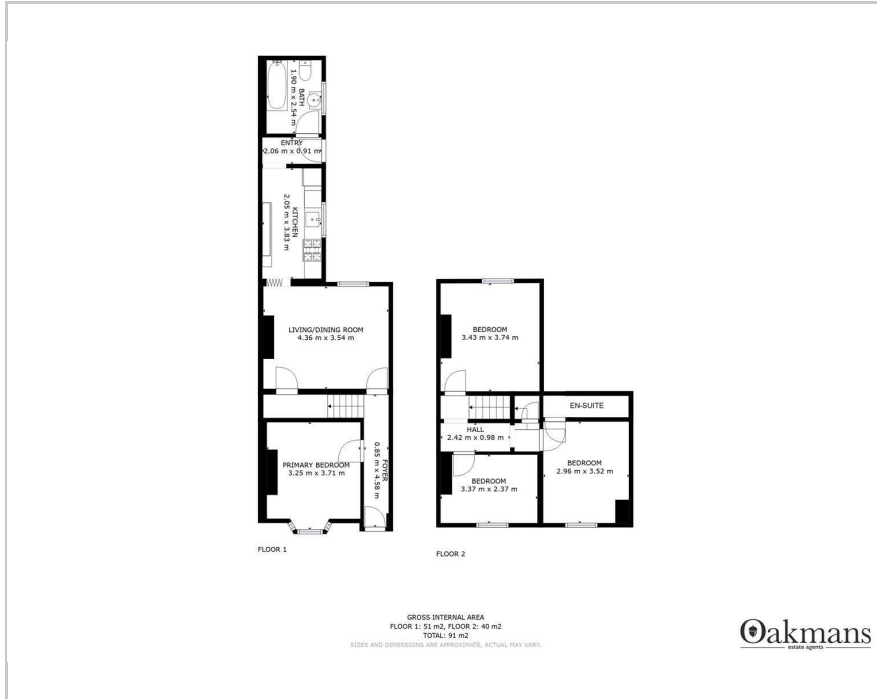 BATH
1.90 m x 2.54 m
ENTRY
2.06 m x 0.91 m
KITCHEN
2.05 m x 3.83 m
LIVING/DINING ROOM
4.36 m x 3.54 m
PRIMARY BEDROOM
3.25 m x 3.71 m
FOYER
0.85 m x 4.58 m
FLOOR 1
BEDROOM
3.43 m x 3.74 m
EN-SUITE
HALL
2.42 m x 0.98 m
BEDROOM
2.96 m x 3.52 m
BEDROOM
3.37 m x 2.37 m
FLOOR 2
GROSS INTERNAL AREA
FLOOR 1: 51 m2, FLOOR 2: 40 m2
TOTAL: 91 m2
SIZES AND DIMENSIONS ARE APPROXIMATE, ACTUAL MAY VARY.
Oakmans
estate agents